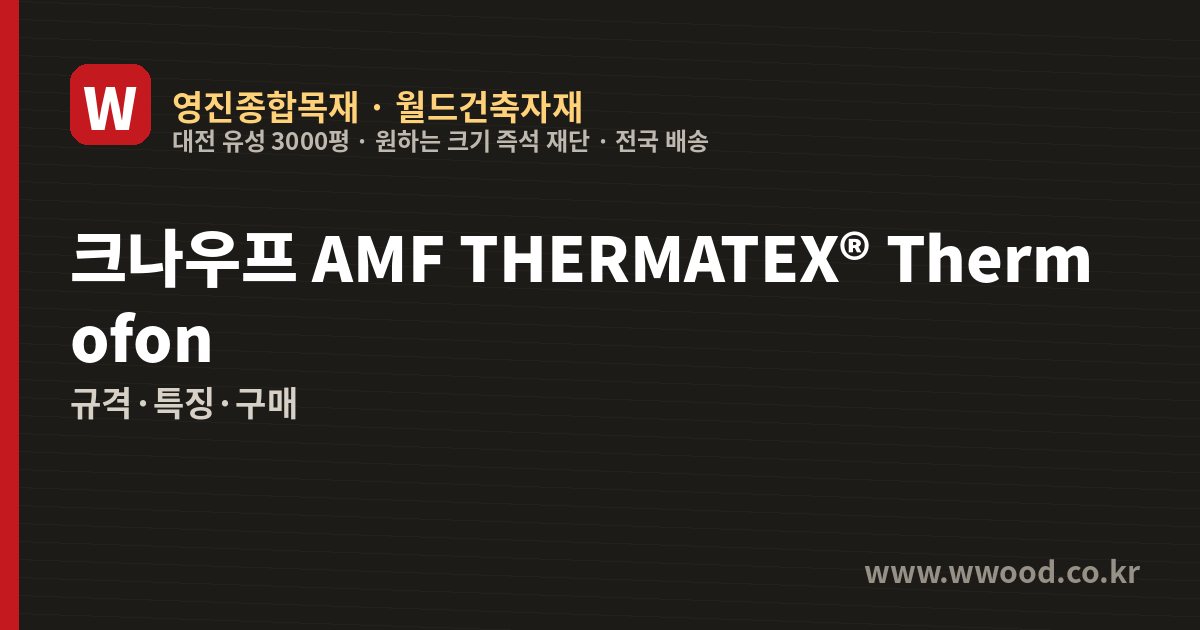 W
영진종합목재 · 월드건축자재
대전 유성 3000평 · 원하는 크기 즉석 재단 · 전국 배송
크나우프 AMF THERMATEX® Therm
ofon
규격·특징·구매
www.wwood.co.kr